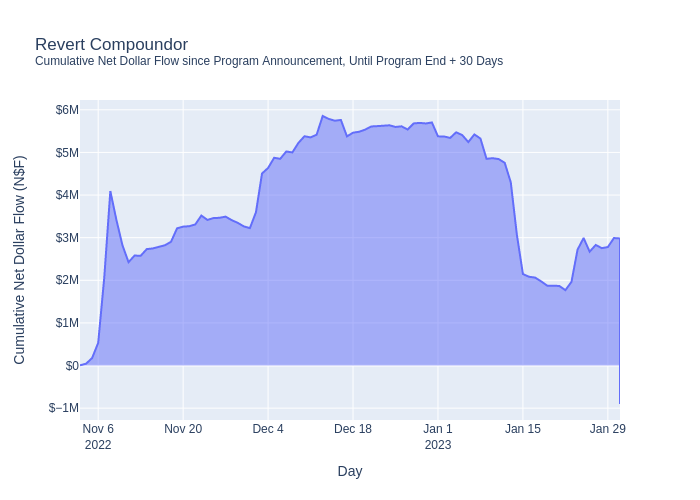 Revert Compoundor
Cumulative Net Dollar Flow since Program Announcement, Until Program End + 30 Days
Cumulative Net Dollar Flow (N$F)
$6M
$5M
$4M
$3M
$2M
$1M
$0
$−1M
Nov 6
2022
Nov 20
Dec 4
Dec 18
Jan 1
2023
Jan 15
Jan 29
Day